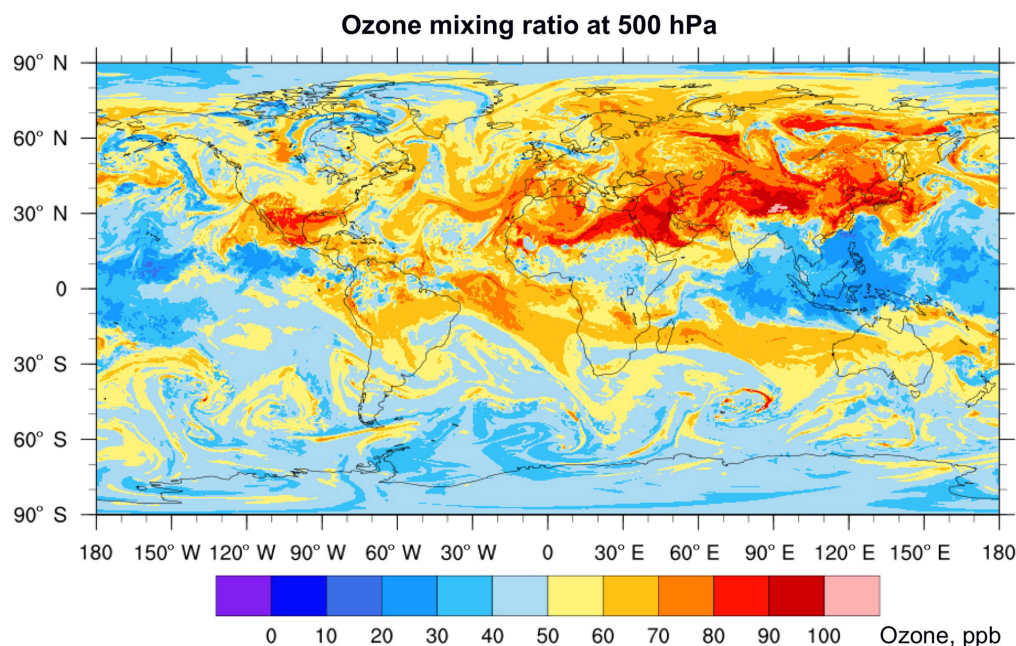 Ozone mixing ratio at 500 hPa
90° N
60° N
30° N
0
30° S
60° S
90° S
180 150° W 120° W 90° W 60° W 30° W 0 30° E 60° E 90° E 120° E 150° E 180
0 10 20 30 40 50 60 70 80 90 100 Ozone, ppb